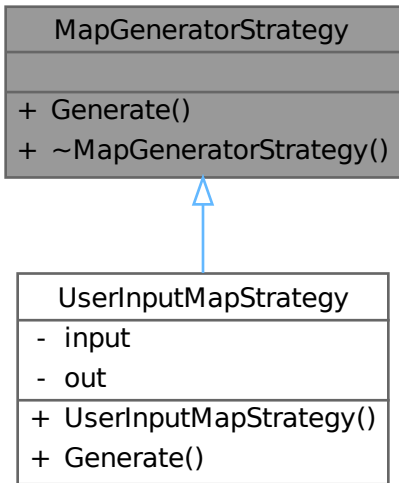 MapGeneratorStrategy
+ Generate()
+ ~MapGeneratorStrategy()
UserInputMapStrategy
- input
- out
+ UserInputMapStrategy()
+ Generate()